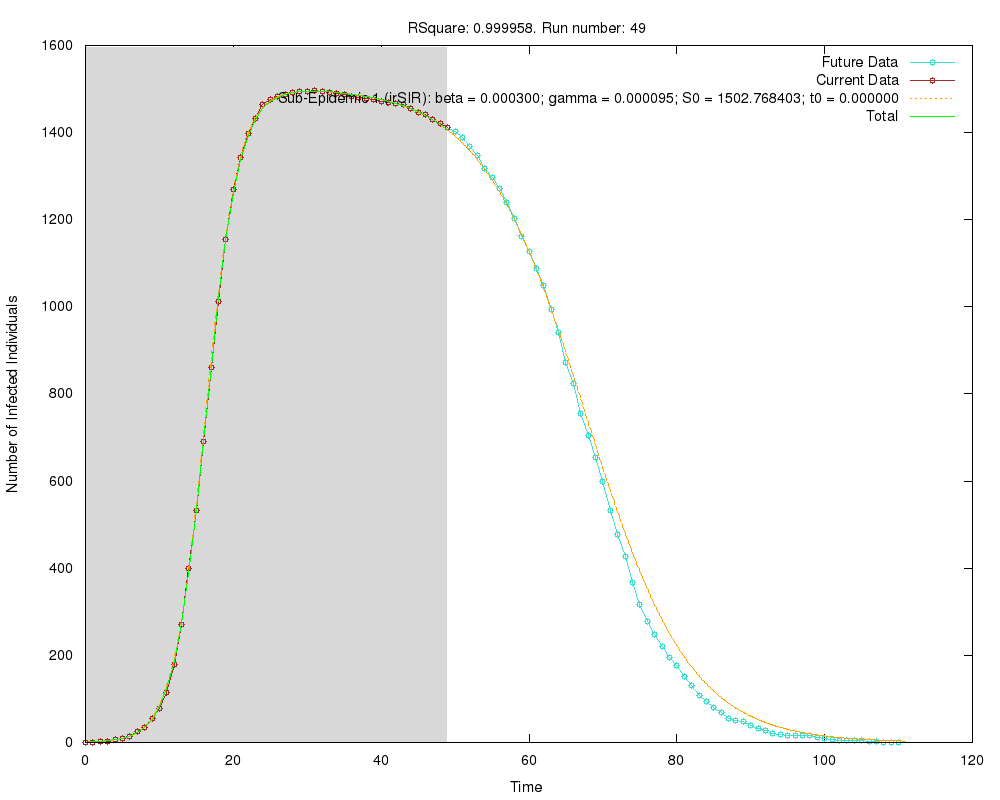 RSquare: 0.999958. Run number: 49
1600
1400
1200
1000
800
600
400
200
0
0 20 40 60 80 100 120
Number of Infected Individuals
Time
Future Data
Current Data
Sub-Epidemic 1 (irSIR): beta = 0.000300; gamma = 0.000095; S0 = 1502.768403; t0 = 0.000000
Total